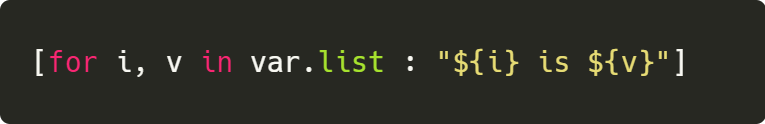 [for i, v in var.list : "${i} is ${v}"]